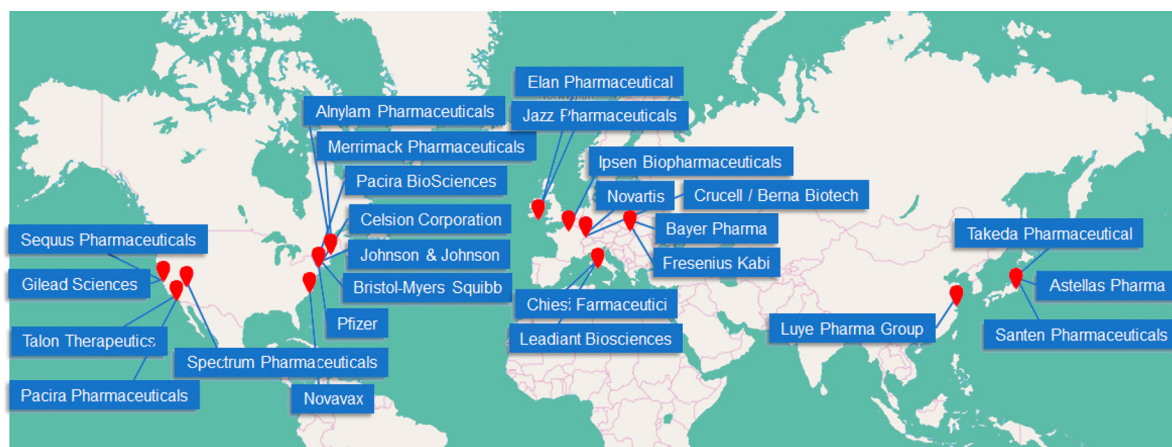 Elan Pharmaceutical
Alnylam Pharmaceuticals
Jazz Pharmaceuticals
Merrimack Pharmaceuticals
Ipsen Biopharmaceuticals
Pacira BioSciences
Novartis
Crucell / Berna Biotech
Celsion Corporation
Bayer Pharma
Sequus Pharmaceuticals
Takeda Pharmaceutical
Johnson & Johnson
Fresenius Kabi
Gilead Sciences
Bristol-Myers Squibb
Astellas Pharma
Chiesi Farmaceutici
Pfizer
Luye Pharma Group
Santen Pharmaceuticals
Talon Therapeutics
Leadiant Biosciences
Spectrum Pharmaceuticals
Pacira Pharmaceuticals
Novavax